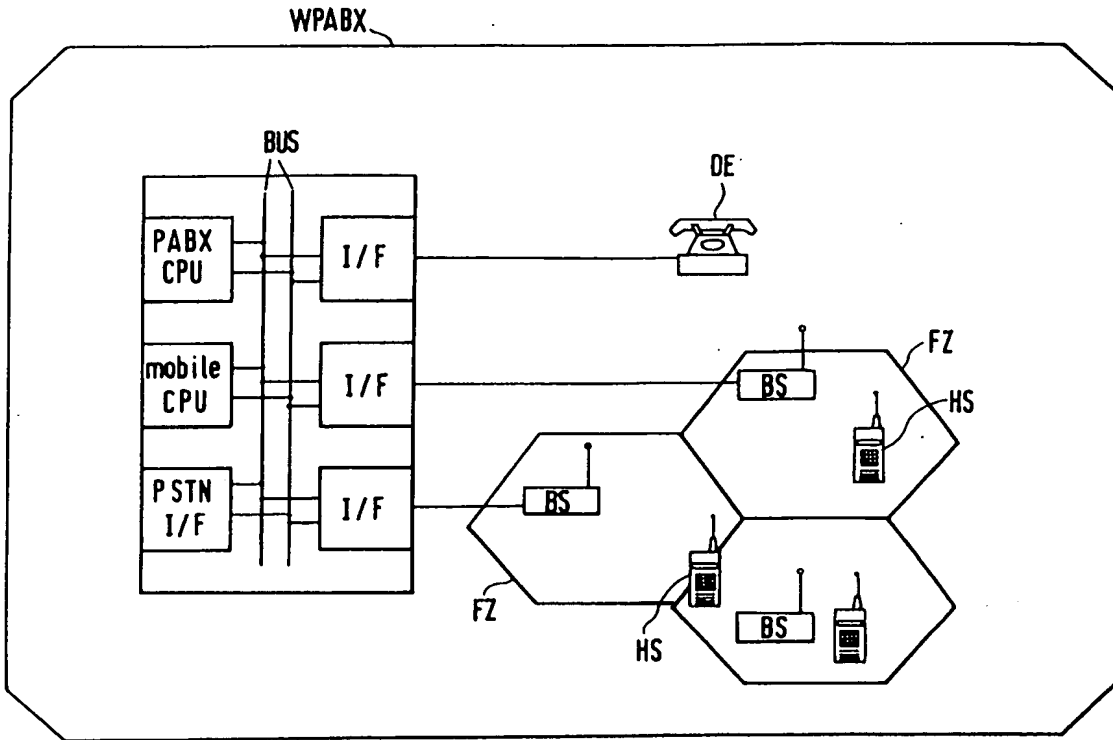 WPABX
BUS
DE
PABX
CPU
I/F
mobile
CPU
I/F
FZ
BS
HS
PSTN
I/F
I/F
BS
FZ
HS
BS